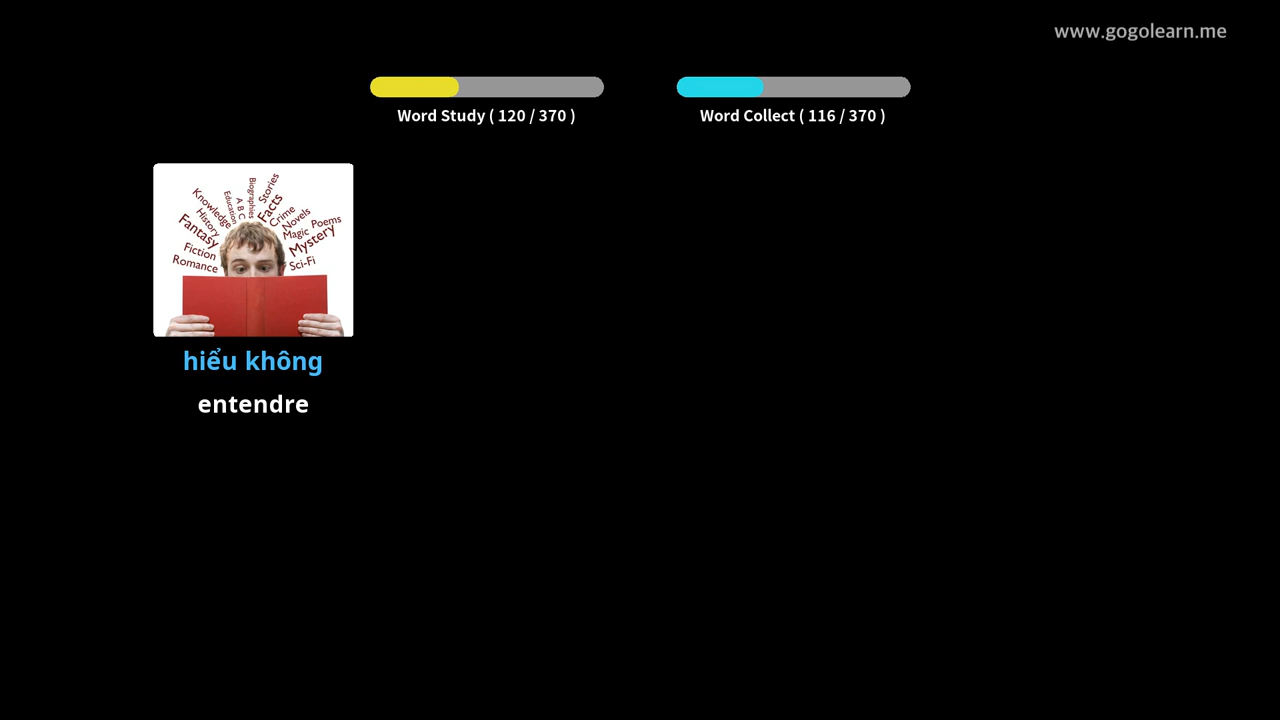 www.gogolearn.me
Word Study ( 120 / 370 )
Word Collect ( 116 / 370 )
Romance
Fiction
Fantasy
History
Knowledge
Education
A B C
Biographies
Stories
Facts
Crime
Novels
Magic
Poems
Mystery
Sci-Fi
hiểu không
entendre